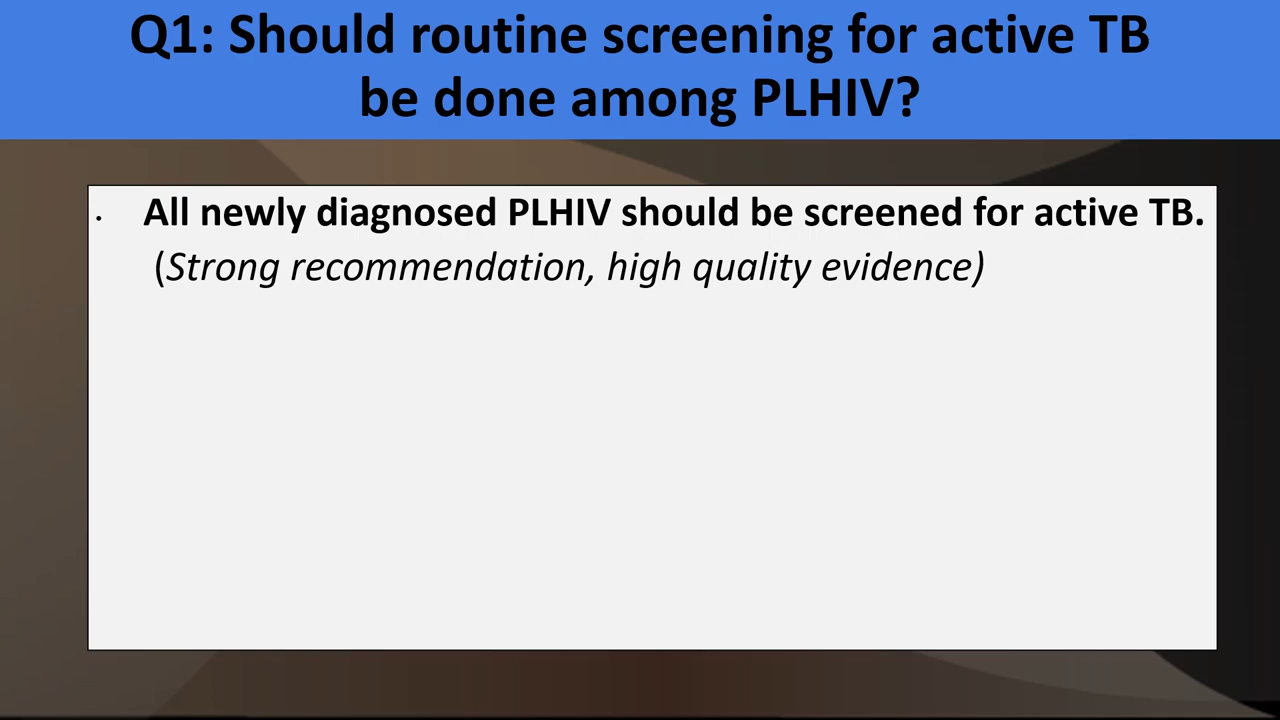 Q1: Should routine screening for active TB
be done among PLHIV?
• All newly diagnosed PLHIV should be screened for active TB.
(Strong recommendation, high quality evidence)